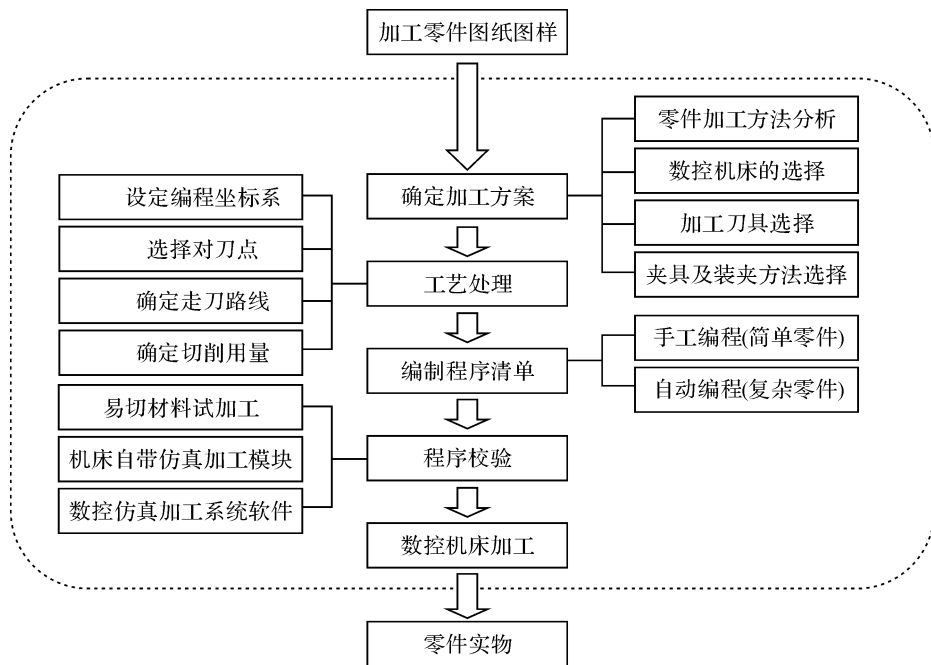 加工零件图纸图样
零件加工方法分析
数控机床的选择
加工刀具选择
夹具及装夹方法选择
确定加工方案
设定编程坐标系
选择对刀点
确定走刀路线
确定切削用量
工艺处理
手工编程(简单零件)
自动编程(复杂零件)
编制程序清单
易切材料试加工
机床自带仿真加工模块
数控仿真加工系统软件
程序校验
数控机床加工
零件实物